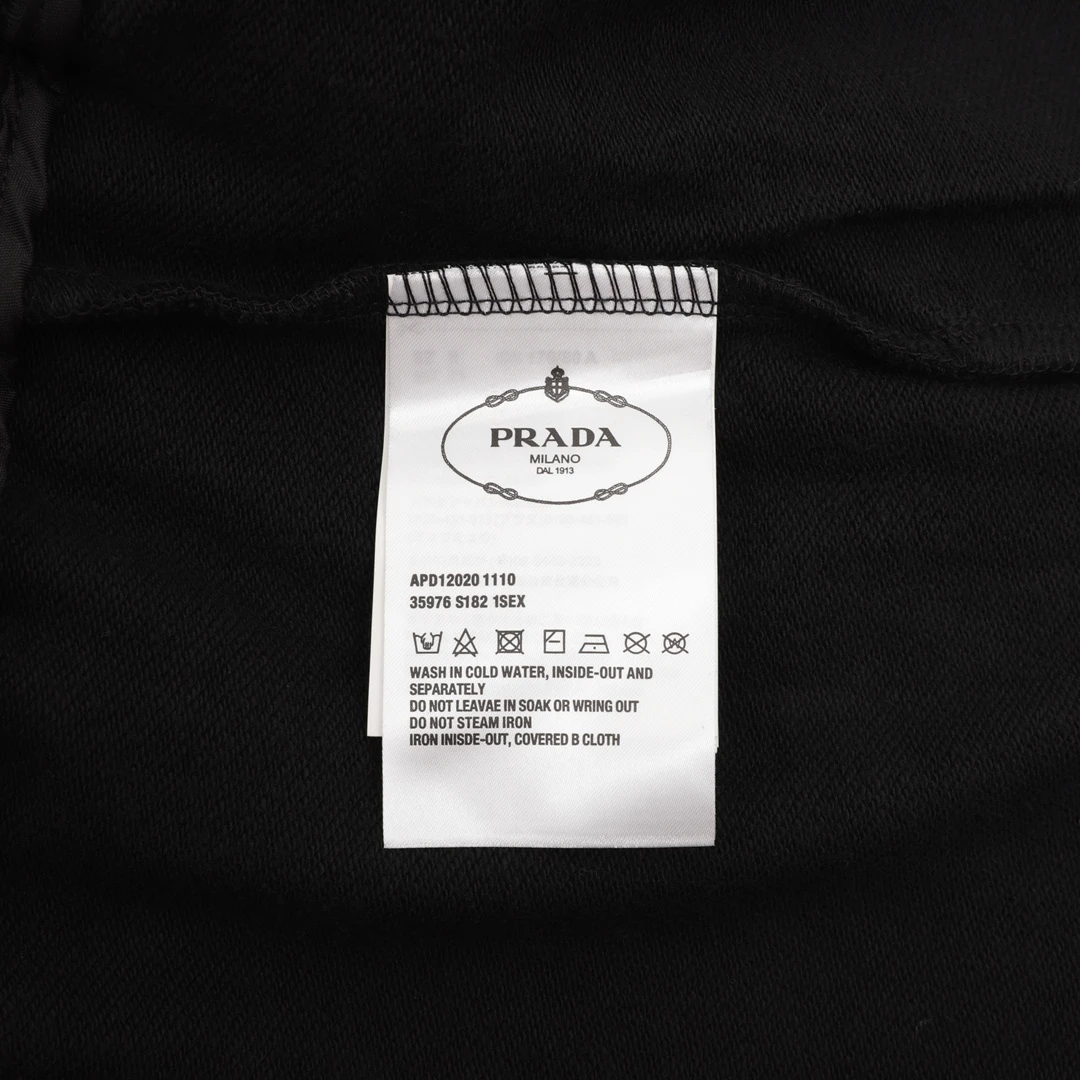 PRADA
MILANO
DAL 1913
APD12020 1110
35976 S182 1SEX
WASH IN COLD WATER, INSIDE-OUT AND
SEPARATELY
DO NOT LEAVAE IN SOAK OR WRING OUT
DO NOT STEAM IRON
IRON INISDE-OUT, COVERED B CLOTH